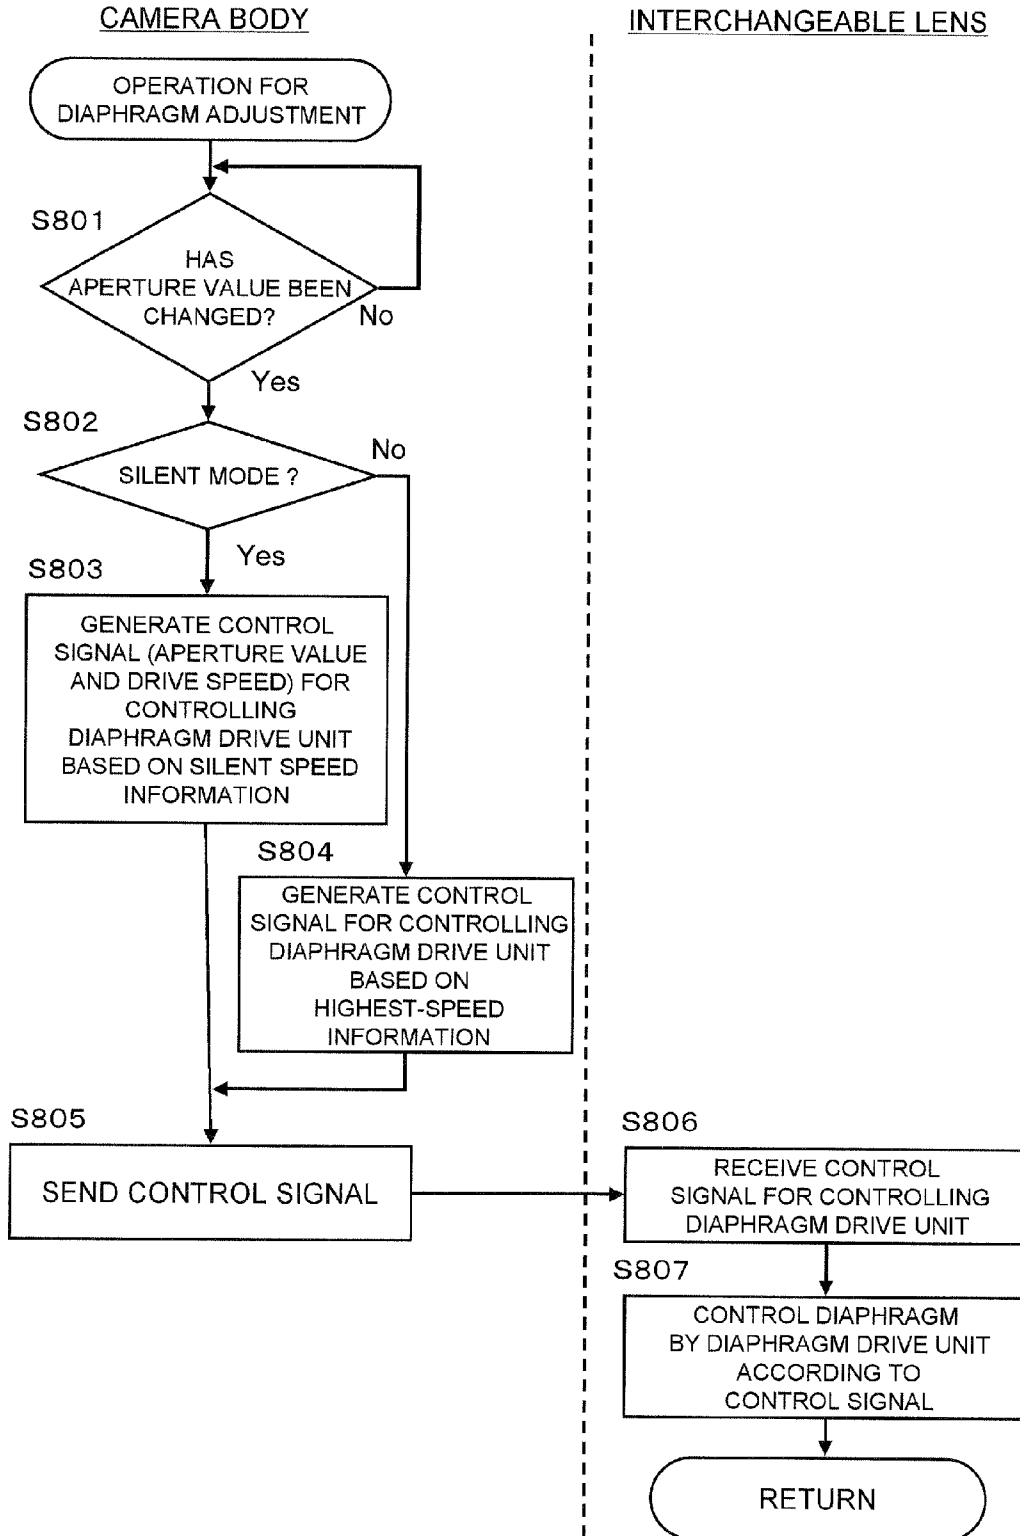 CAMERA BODY
INTERCHANGEABLE LENS
OPERATION FOR
DIAPHRAGM ADJUSTMENT
S801
HAS
APERTURE VALUE BEEN
CHANGED?
No
Yes
S802
No
SILENT MODE ?
Yes
S803
GENERATE CONTROL
SIGNAL (APERTURE VALUE
AND DRIVE SPEED) FOR
CONTROLLING
DIAPHRAGM DRIVE UNIT
BASED ON SILENT SPEED
INFORMATION
S804
GENERATE CONTROL
SIGNAL FOR CONTROLLING
DIAPHRAGM DRIVE UNIT
BASED ON
HIGHEST-SPEED
INFORMATION
S805
SEND CONTROL SIGNAL
S806
RECEIVE CONTROL
SIGNAL FOR CONTROLLING
DIAPHRAGM DRIVE UNIT
S807
CONTROL DIAPHRAGM
BY DIAPHRAGM DRIVE UNIT
ACCORDING TO
CONTROL SIGNAL
RETURN